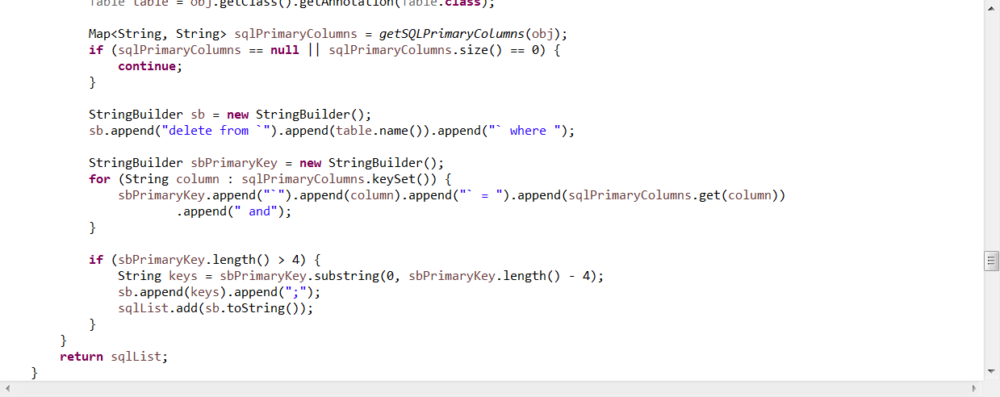 Table table = obj.getClass().getAnnotation(Table.class);
Map<String, String> sqlPrimaryColumns = getSQLPrimaryColumns(obj);
if (sqlPrimaryColumns == null || sqlPrimaryColumns.size() == 0) {
continue;
}
StringBuilder sb = new StringBuilder();
sb.append("delete from `").append(table.name()).append("` where ");
StringBuilder sbPrimaryKey = new StringBuilder();
for (String column : sqlPrimaryColumns.keySet()) {
sbPrimaryKey.append("`").append(column).append("` = ").append(sqlPrimaryColumns.get(column))
.append(" and");
}
if (sbPrimaryKey.length() > 4) {
String keys = sbPrimaryKey.substring(0, sbPrimaryKey.length() - 4);
sb.append(keys).append(";");
sqlList.add(sb.toString());
}
}
return sqlList;
}